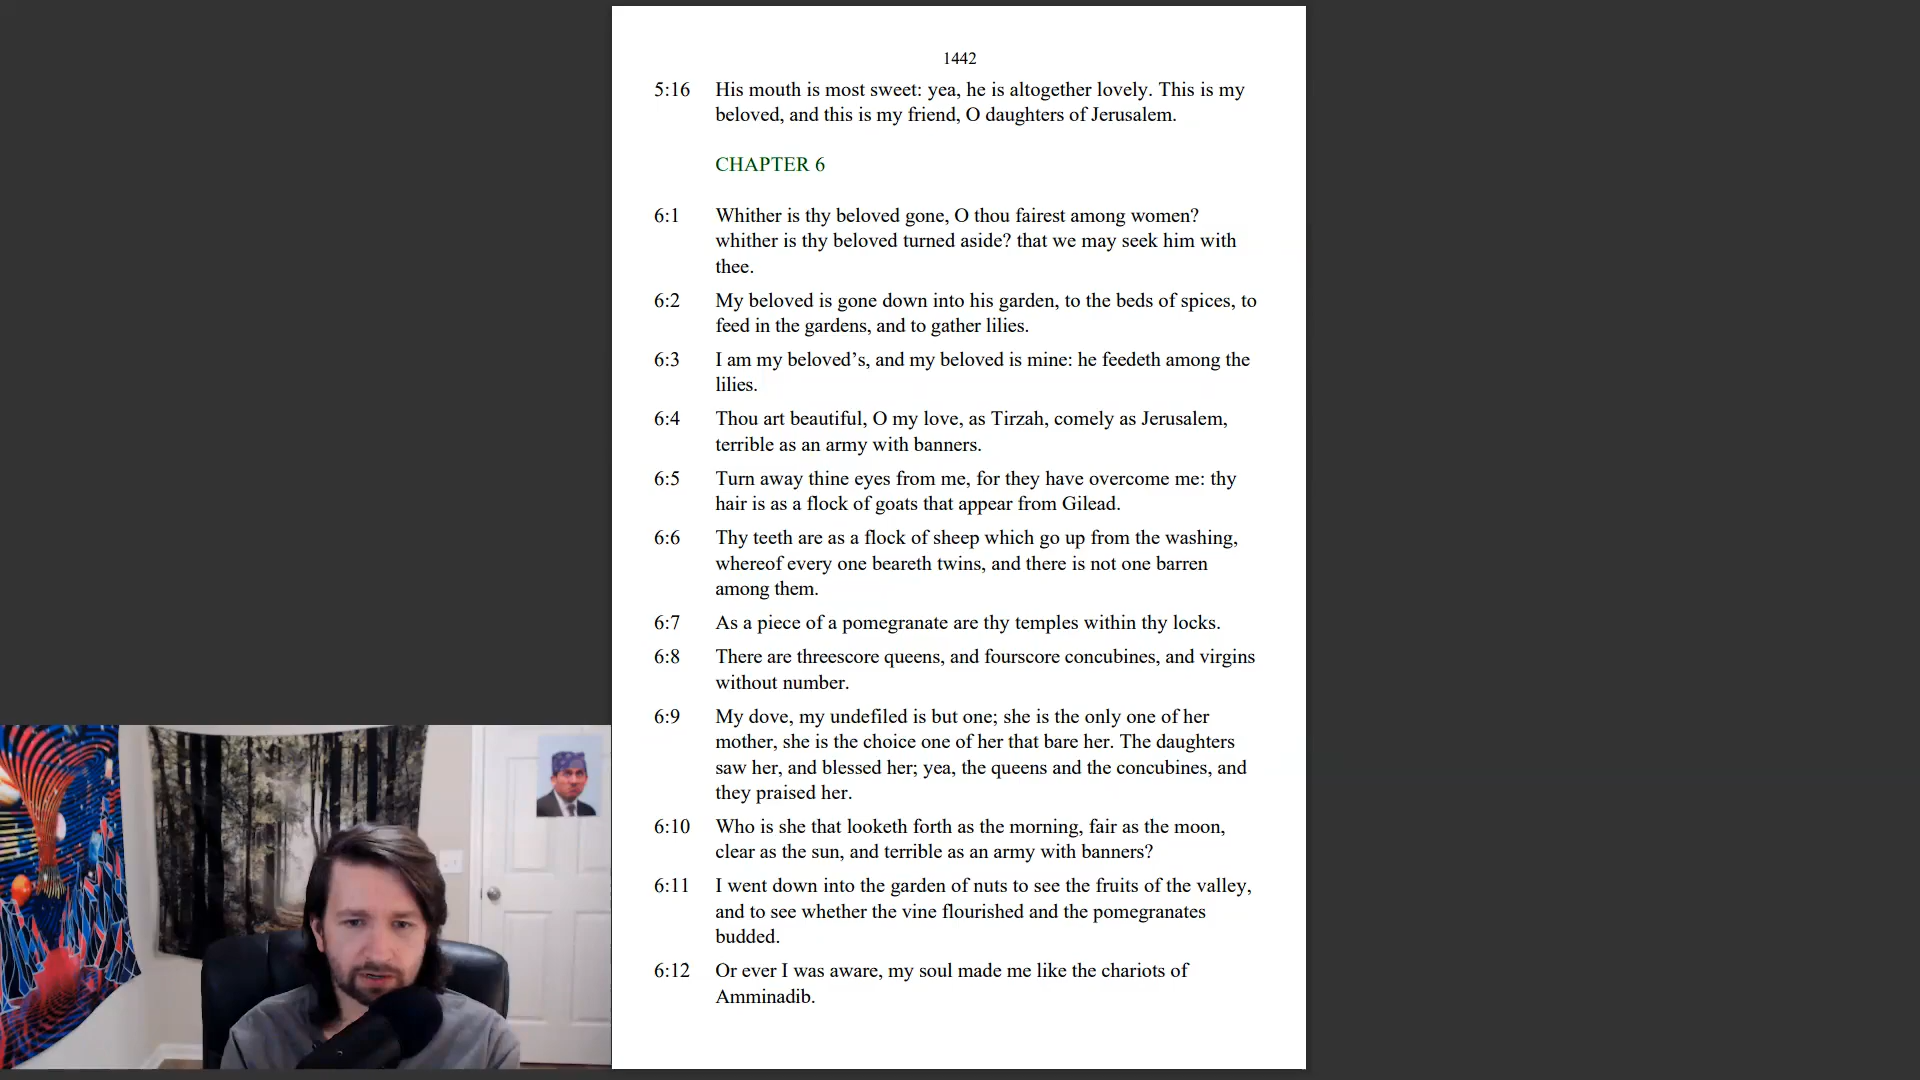 1442
5:16 His mouth is most sweet: yea, he is altogether lovely. This is my
beloved, and this is my friend, O daughters of Jerusalem.
CHAPTER 6
6:1 Whither is thy beloved gone, O thou fairest among women?
whither is thy beloved turned aside? that we may seek him with
thee.
6:2 My beloved is gone down into his garden, to the beds of spices, to
feed in the gardens, and to gather lilies.
6:3 I am my beloved’s, and my beloved is mine: he feedeth among the
lilies.
6:4 Thou art beautiful, O my love, as Tirzah, comely as Jerusalem,
terrible as an army with banners.
6:5 Turn away thine eyes from me, for they have overcome me: thy
hair is as a flock of goats that appear from Gilead.
6:6 Thy teeth are as a flock of sheep which go up from the washing,
whereof every one beareth twins, and there is not one barren
among them.
6:7 As a piece of a pomegranate are thy temples within thy locks.
6:8 There are threescore queens, and fourscore concubines, and virgins
without number.
6:9 My dove, my undefiled is but one; she is the only one of her
mother, she is the choice one of her that bare her. The daughters
saw her, and blessed her; yea, the queens and the concubines, and
they praised her.
6:10 Who is she that looketh forth as the morning, fair as the moon,
clear as the sun, and terrible as an army with banners?
6:11 I went down into the garden of nuts to see the fruits of the valley,
and to see whether the vine flourished and the pomegranates
budded.
6:12 Or ever I was aware, my soul made me like the chariots of
Amminadib.